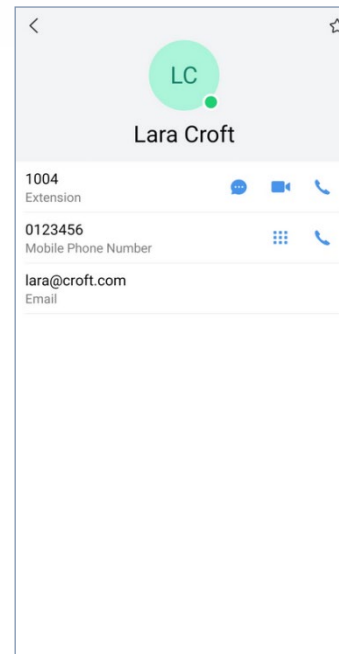 LC
Lara Croft
1004
Extension
0123456
Mobile Phone Number
lara@croft.com
Email